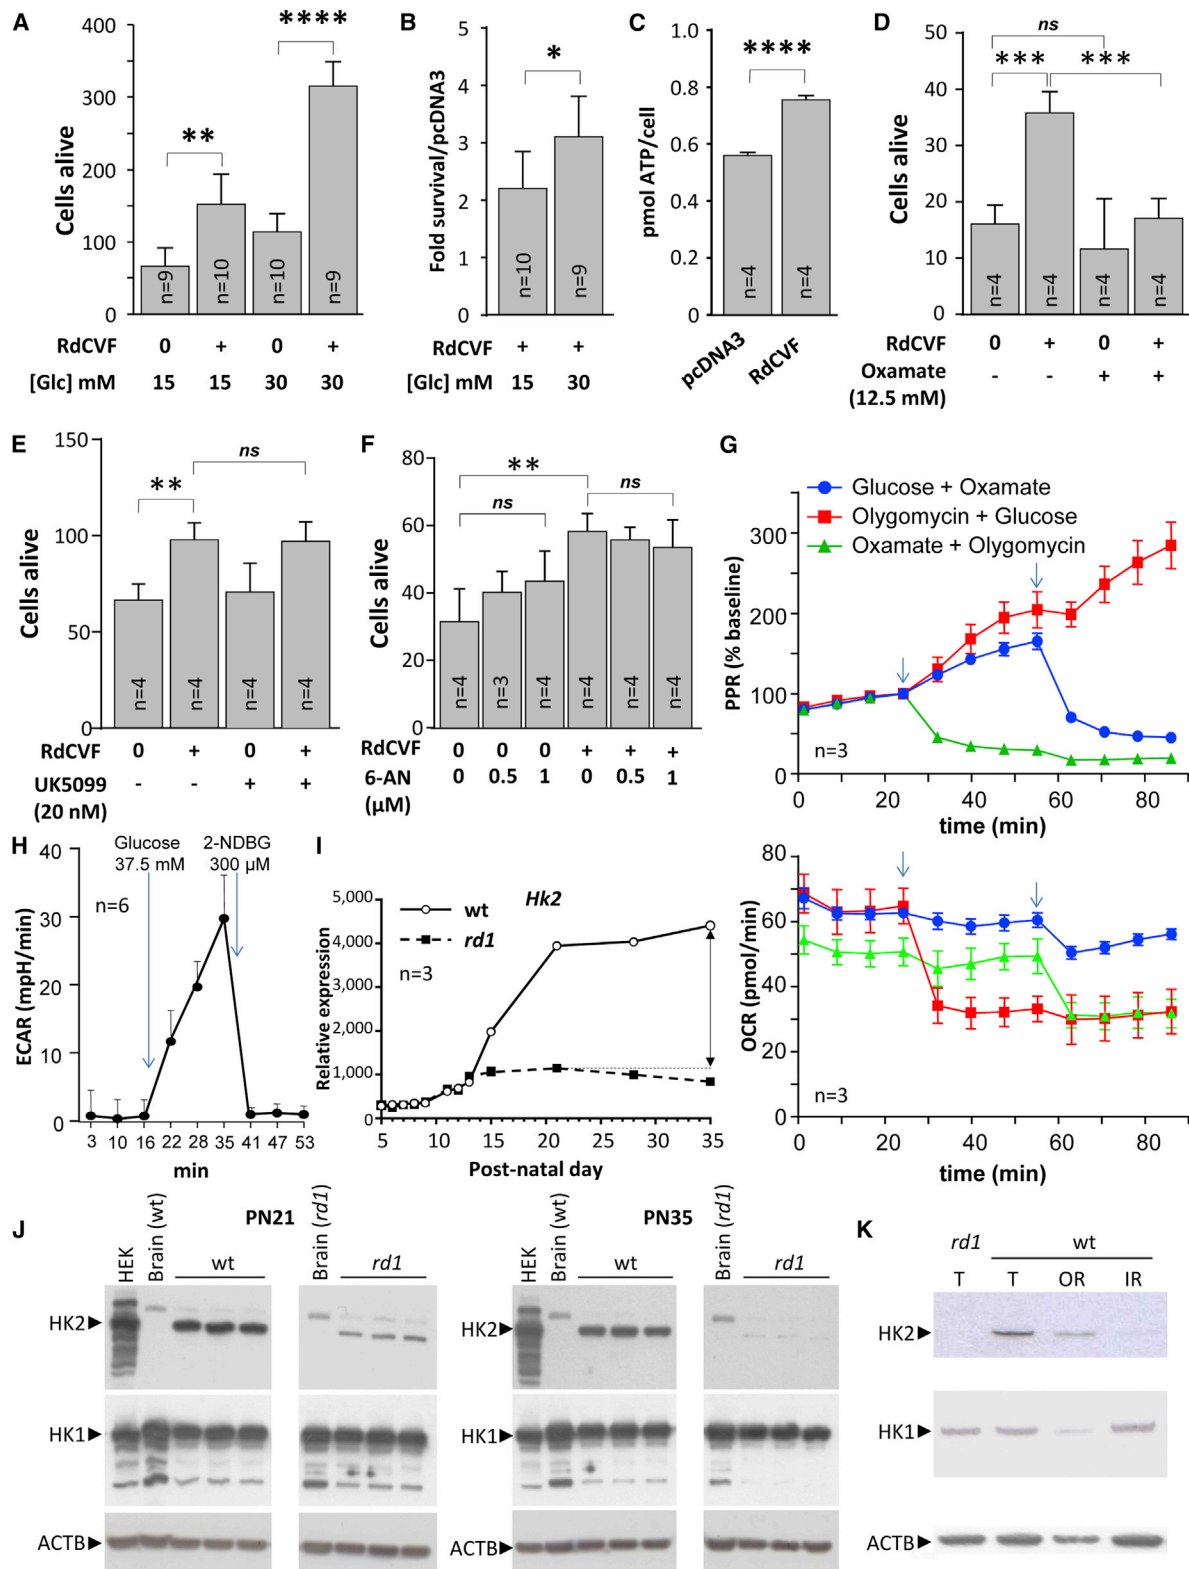 A
400
350
300
250
200
150
100
50
0
Cells alive
**
****
n=9
n=10
n=10
n=9
RdCVF 0 + 0 +
[Glc] mM 15 15 30 30
B
5
4
3
2
1
0
Fold survival/pcDNA3
*
n=10
n=9
RdCVF + +
[Glc] mM 15 30
C
1.0
0.8
0.6
0.4
0.2
0
pmol ATP/cell
****
n=4
n=4
pcDNA3
RdCVF
D
50
40
30
20
10
0
Cells alive
ns
***
***
n=4
n=4
n=4
n=4
RdCVF 0 + 0 +
Oxamate - - + +
(12.5 mM)
E
150
100
50
0
Cells alive
**
ns
n=4
n=4
n=4
n=4
RdCVF 0 + 0 +
UK5099 - - + +
(20 nM)
F
80
60
40
20
0
Cells alive
**
ns
ns
n=4
n=3
n=4
n=4
n=4
n=4
RdCVF 0 0 0 + + +
6-AN 0 0.5 1 0 0.5 1
(µM)
G
Glucose + Oxamate
Olygomycin + Glucose
Oxamate + Olygomycin
300
200
100
0
PPR (% baseline)
n=3
0 20 40 60 80
time (min)
80
60
40
20
0
OCR (pmol/min)
n=3
0 20 40 60 80
time (min)
H
Glucose
37.5 mM
2-NDBG
300 µM
n=6
40
30
20
10
0
ECAR (mpH/min)
3 10 16 22 28 35 41 47 53
min
I
Hk2
wt
rd1
n=3
5,000
4,000
3,000
2,000
1,000
0
Relative expression
5 10 15 20 25 30 35
Post-natal day
J
PN21
HEK
Brain (wt)
wt
Brain (rd1)
rd1
PN35
HEK
Brain (wt)
wt
Brain (rd1)
rd1
HK2
HK1
ACTB
HK2
HK1
ACTB
K
rd1 wt
T T OR IR
HK2
HK1
ACTB